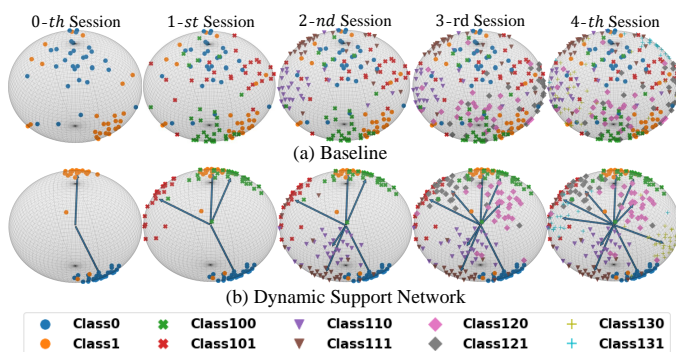 0-th Session 1-st Session 2-nd Session 3-rd Session 4-th Session
(a) Baseline
(b) Dynamic Support Network
Class0 Class100 Class110 Class120 Class130
Class1 Class101 Class111 Class121 Class131